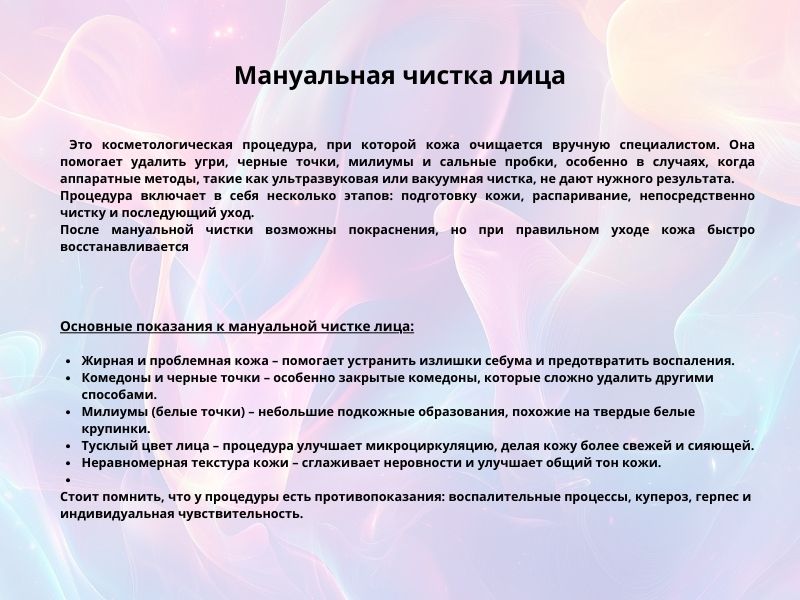 Мануальная чистка лица
Это косметологическая процедура, при которой кожа очищается вручную специалистом. Она
помогает удалить угри, черные точки, милиумы и сальные пробки, особенно в случаях, когда
аппаратные методы, такие как ультразвуковая или вакуумная чистка, не дают нужного результата.
Процедура включает в себя несколько этапов: подготовку кожи, распаривание, непосредственно
чистку и последующий уход.
После мануальной чистки возможны покраснения, но при правильном уходе кожа быстро
восстанавливается
Основные показания к мануальной чистке лица:
• Жирная и проблемная кожа – помогает устранить излишки себума и предотвратить воспаления.
• Комедоны и черные точки – особенно закрытые комедоны, которые сложно удалить другими
способами.
• Милиумы (белые точки) – небольшие подкожные образования, похожие на твердые белые
крупинки.
• Тусклый цвет лица – процедура улучшает микроциркуляцию, делая кожу более свежей и сияющей.
• Неравномерная текстура кожи – сглаживает неровности и улучшает общий тон кожи.
•
Стоит помнить, что у процедуры есть противопоказания: воспалительные процессы, купероз, герпес и
индивидуальная чувствительность.